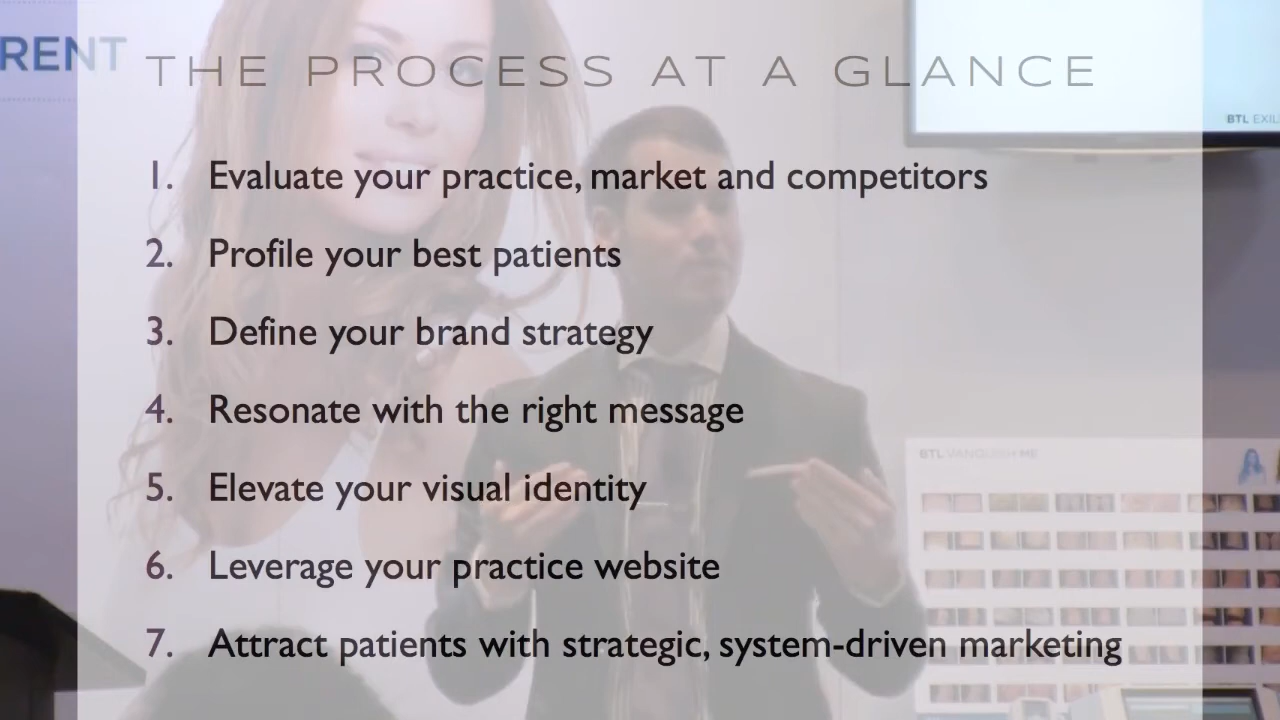 RENT
THE PROCESS AT A GLANCE
BTL EXIL
1. Evaluate your practice, market and competitors
2. Profile your best patients
3. Define your brand strategy
4. Resonate with the right message
BTL VANQUISH ME
5. Elevate your visual identity
6. Leverage your practice website
7. Attract patients with strategic, system-driven marketing